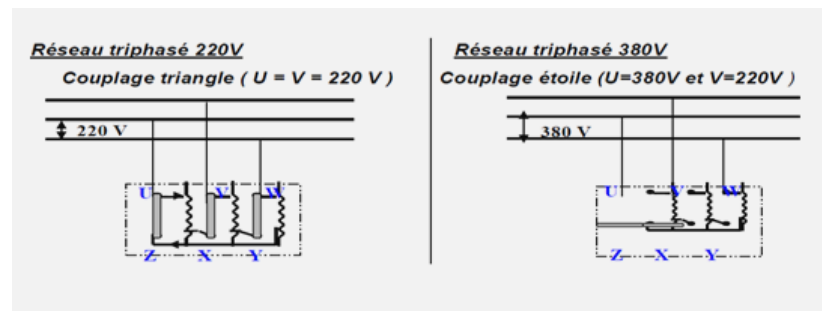 Réseau triphasé 220V
Couplage triangle ( U = V = 220 V )
220 V
U V W
Z X Y
Réseau triphasé 380V
Couplage étoile (U=380V et V=220V )
380 V
U V W
Z X Y